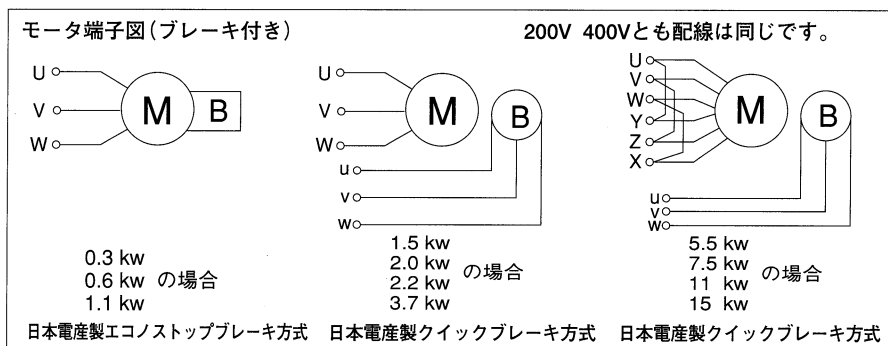 モータ端子図(ブレーキ付き)
200V 400Vとも配線は同じです。
U
V
W
M
B
0.3 kw
0.6 kw の場合
1.1 kw
日本電産製エコノストップブレーキ方式
U
V
W
M
B
u
v
w
1.5 kw
2.0 kw
2.2 kw
3.7 kw
の場合
日本電産製クイックブレーキ方式
U
V
W
Y
Z
X
M
B
u
v
w
5.5 kw
7.5 kw
11 kw
15 kw
の場合
日本電産製クイックブレーキ方式